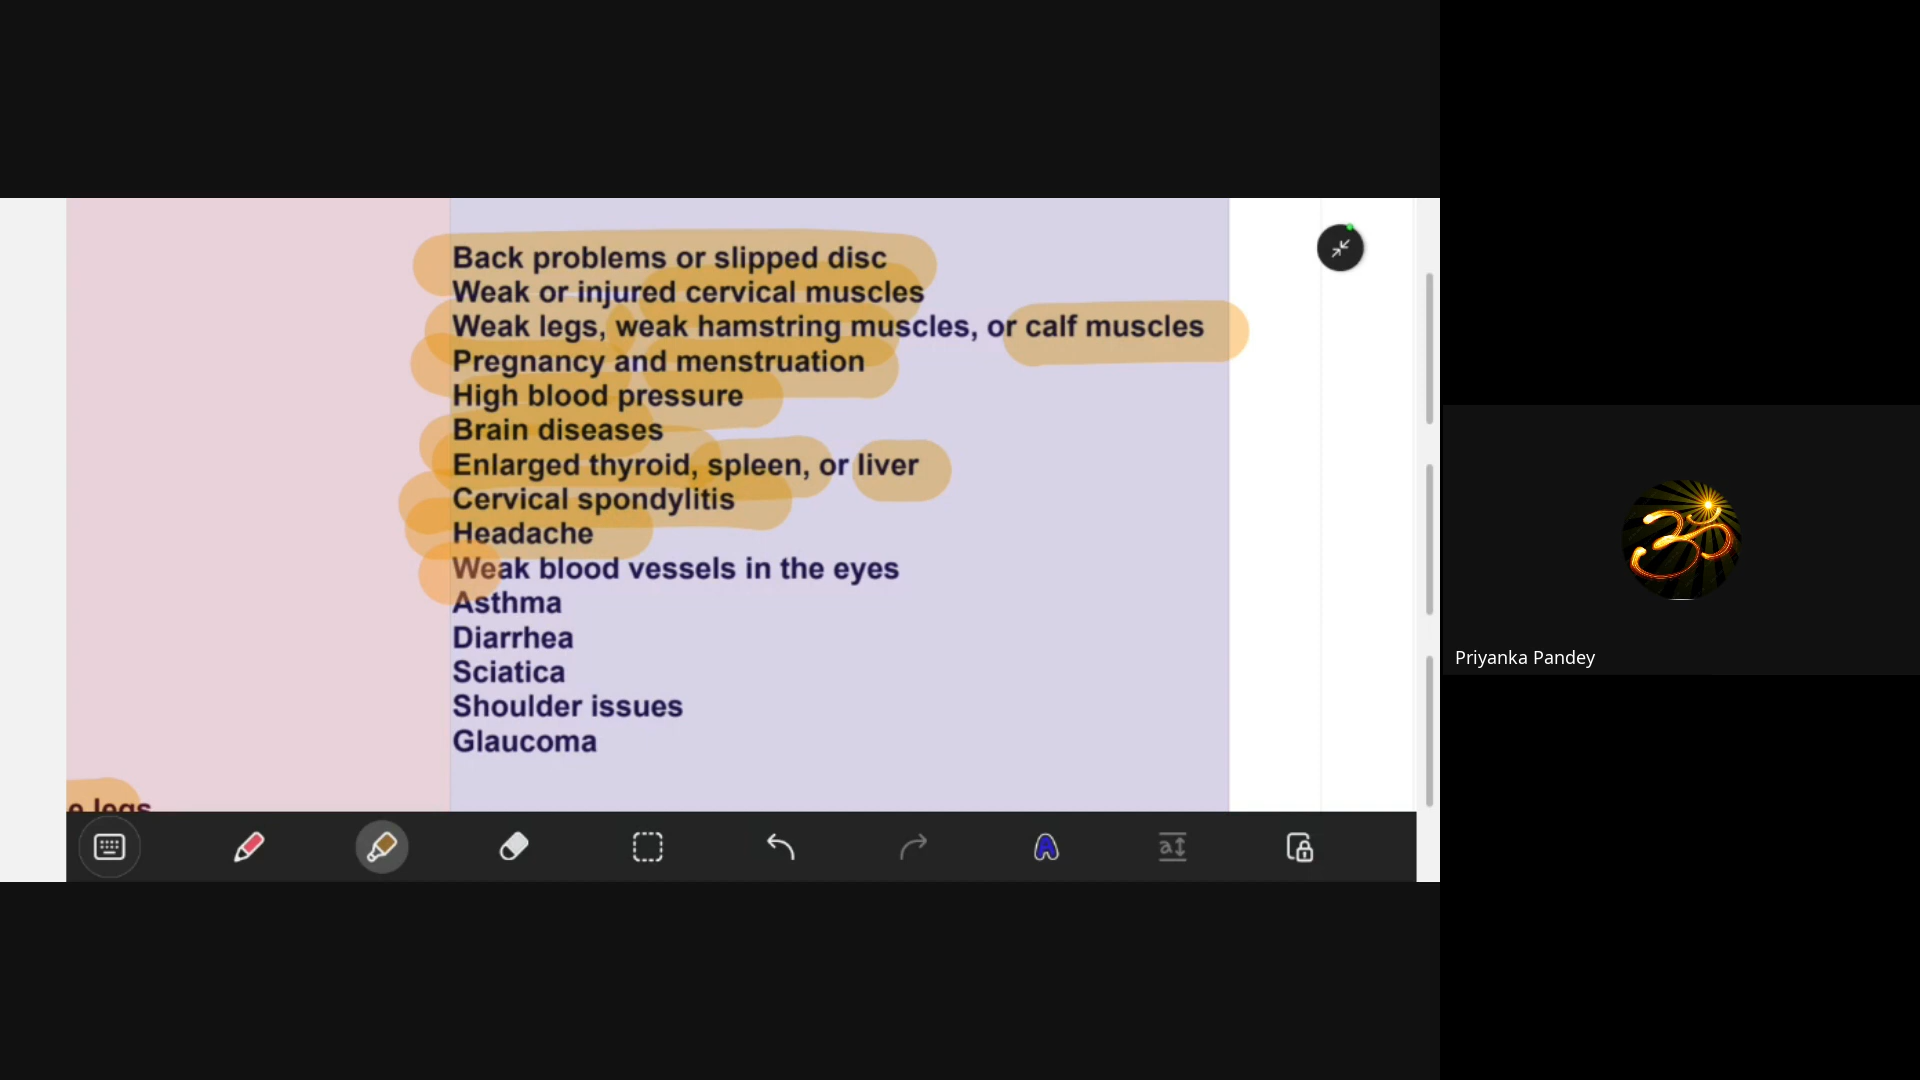 Back problems or slipped disc
Weak or injured cervical muscles
Weak legs, weak hamstring muscles, or calf muscles
Pregnancy and menstruation
High blood pressure
Brain diseases
Enlarged thyroid, spleen, or liver
Cervical spondylitis
Headache
Weak blood vessels in the eyes
Asthma
Diarrhea
Sciatica
Shoulder issues
Glaucoma
e legs
Priyanka Pandey
ॐ